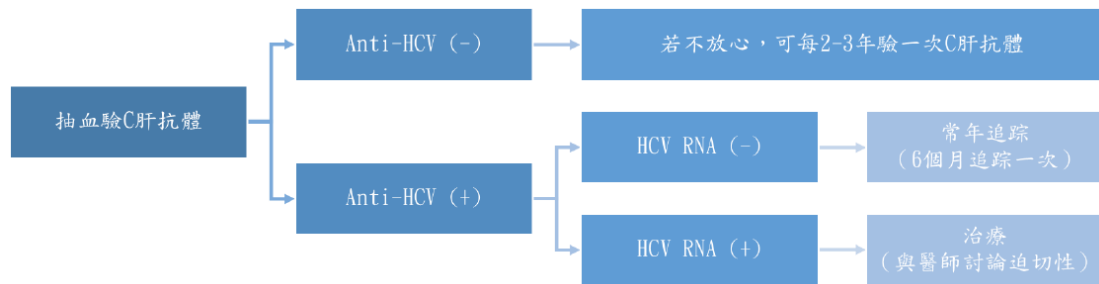 抽血驗C肝抗體
Anti-HCV (-)
若不放心，可每2-3年驗一次C肝抗體
Anti-HCV (+)
HCV RNA (-)
常年追踪
（6個月追踪一次）
HCV RNA (+)
治療
（與醫師討論迫切性）